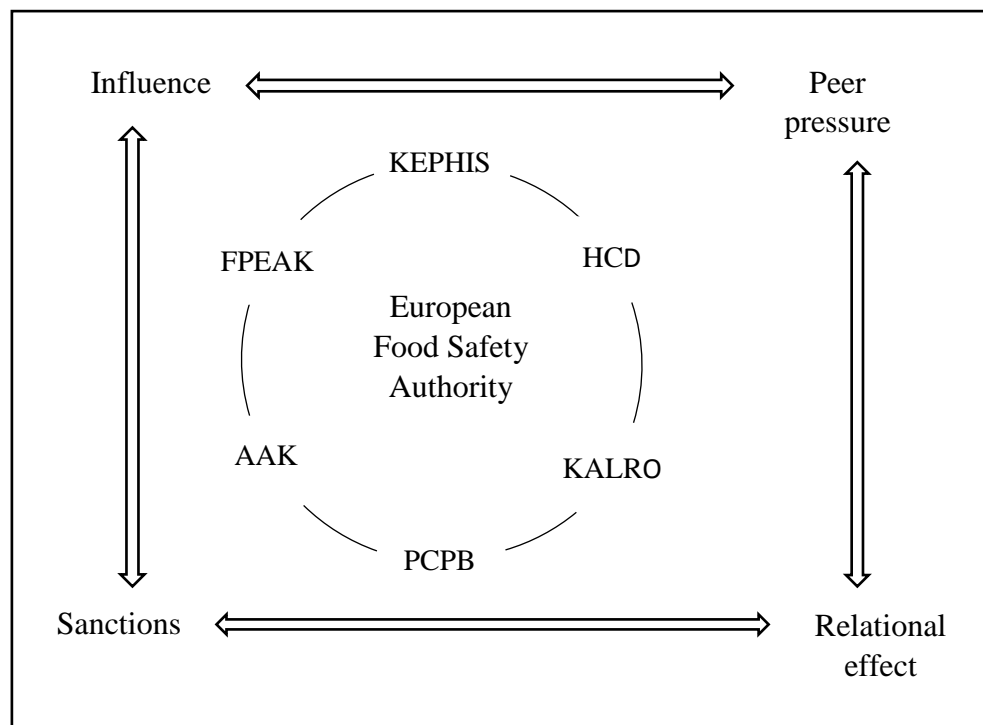 Influence
Peer
pressure
KEPHIS
FPEAK
HCD
European
Food Safety
Authority
AAK
KALRO
PCPB
Sanctions
Relational
effect